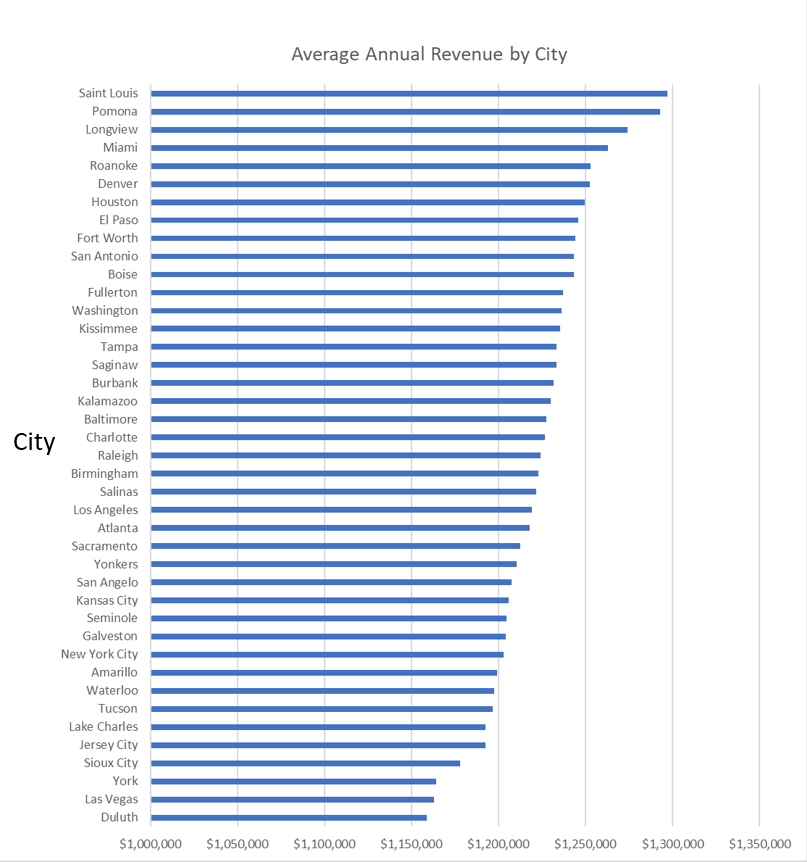 Average Annual Revenue by City
Saint Louis
Pomona
Longview
Miami
Roanoke
Denver
Houston
El Paso
Fort Worth
San Antonio
Boise
Fullerton
Washington
Kissimmee
Tampa
Saginaw
Burbank
Kalamazoo
Baltimore
City
Charlotte
Raleigh
Birmingham
Salinas
Los Angeles
Atlanta
Sacramento
Yonkers
San Angelo
Kansas City
Seminole
Galveston
New York City
Amarillo
Waterloo
Tucson
Lake Charles
Jersey City
Sioux City
York
Las Vegas
Duluth
$1,000,000 $1,050,000 $1,100,000 $1,150,000 $1,200,000 $1,250,000 $1,300,000 $1,350,000